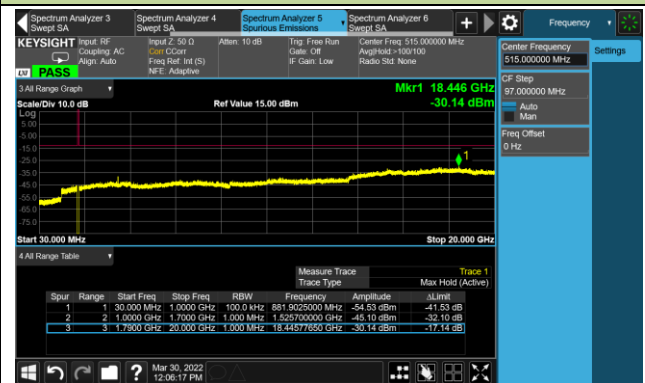 Spectrum Analyzer 3
Swept SA
Spectrum Analyzer 4
Swept SA
Spectrum Analyzer 5
Spurious Emissions
Spectrum Analyzer 6
Swept SA
Frequency
KEYSIGHT
Input: RF
Coupling: AC
Align: Auto
Input Z: 50 Ω
Corr CCorr
Freq Ref: Int (S)
NFE: Adaptive
Atten: 10 dB
Trig: Free Run
Gate: Off
IF Gain: Low
Center Freq: 515.000000 MHz
Avg|Hold >100/100
Radio Std: None
LXI PASS
Center Frequency
515.000000 MHz
Settings
CF Step
97.000000 MHz
Auto
Man
Freq Offset
0 Hz
3 All Range Graph
Mkr1 18.446 GHz
Scale/Div 10.0 dB
Ref Value 15.00 dBm
-30.14 dBm
Log
5.00
-5.00
-15.0
-25.0
-35.0
-45.0
-55.0
-65.0
-75.0
1
Start 30.000 MHz
Stop 20.000 GHz
4 All Range Table
Measure Trace
Trace 1
Trace Type
Max Hold (Active)
Spur Range Start Freq Stop Freq RBW Frequency Amplitude ΔLimit
1 1 30.000 MHz 1.0000 GHz 100.0 kHz 881.9025000 MHz -54.53 dBm -41.53 dB
2 2 1.0000 GHz 1.7000 GHz 1.000 MHz 1.525700000 GHz -45.10 dBm -32.10 dB
3 3 1.7900 GHz 20.000 GHz 1.000 MHz 18.44577650 GHz -30.14 dBm -17.14 dB
Mar 30, 2022
12:06:17 PM